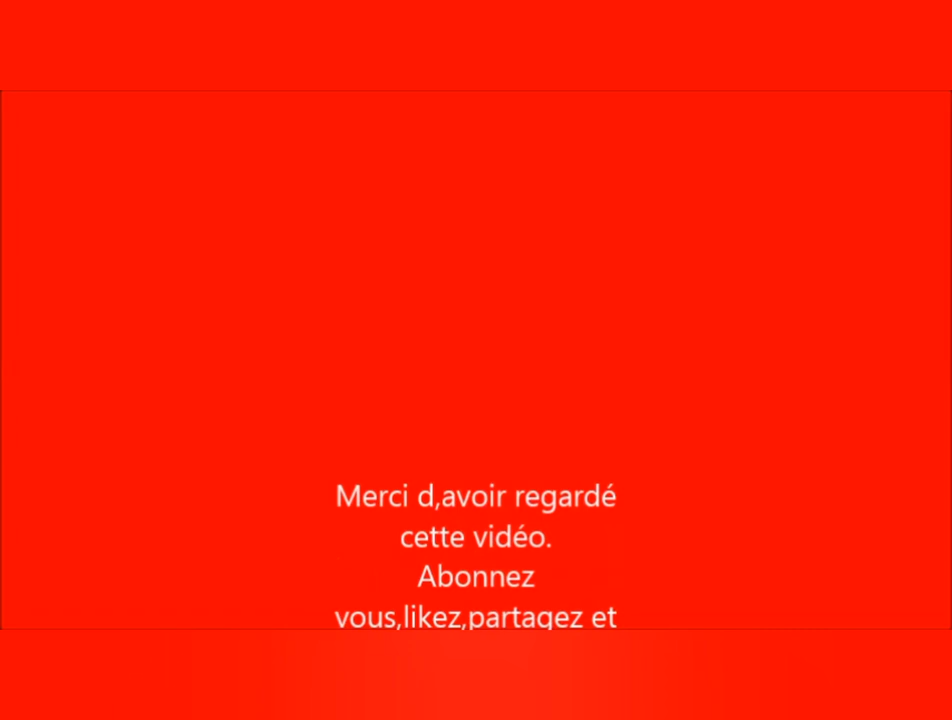 Merci d,avoir regardé
cette vidéo.
Abonnez
vous,likez,partagez et